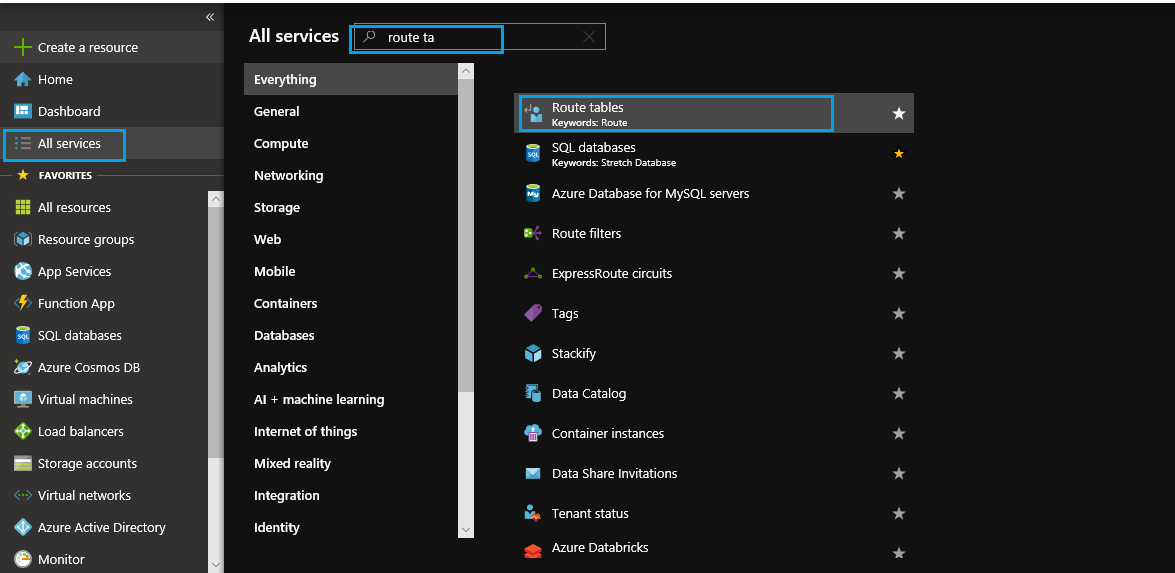 «
Create a resource
Home
Dashboard
All services
FAVORITES
All resources
Resource groups
App Services
Function App
SQL databases
Azure Cosmos DB
Virtual machines
Load balancers
Storage accounts
Virtual networks
Azure Active Directory
Monitor
All services
route ta
Everything
General
Compute
Networking
Storage
Web
Mobile
Containers
Databases
Analytics
AI + machine learning
Internet of things
Mixed reality
Integration
Identity
Route tables
Keywords: Route
SQL databases
Keywords: Stretch Database
Azure Database for MySQL servers
Route filters
ExpressRoute circuits
Tags
Stackify
Data Catalog
Container instances
Data Share Invitations
Tenant status
Azure Databricks